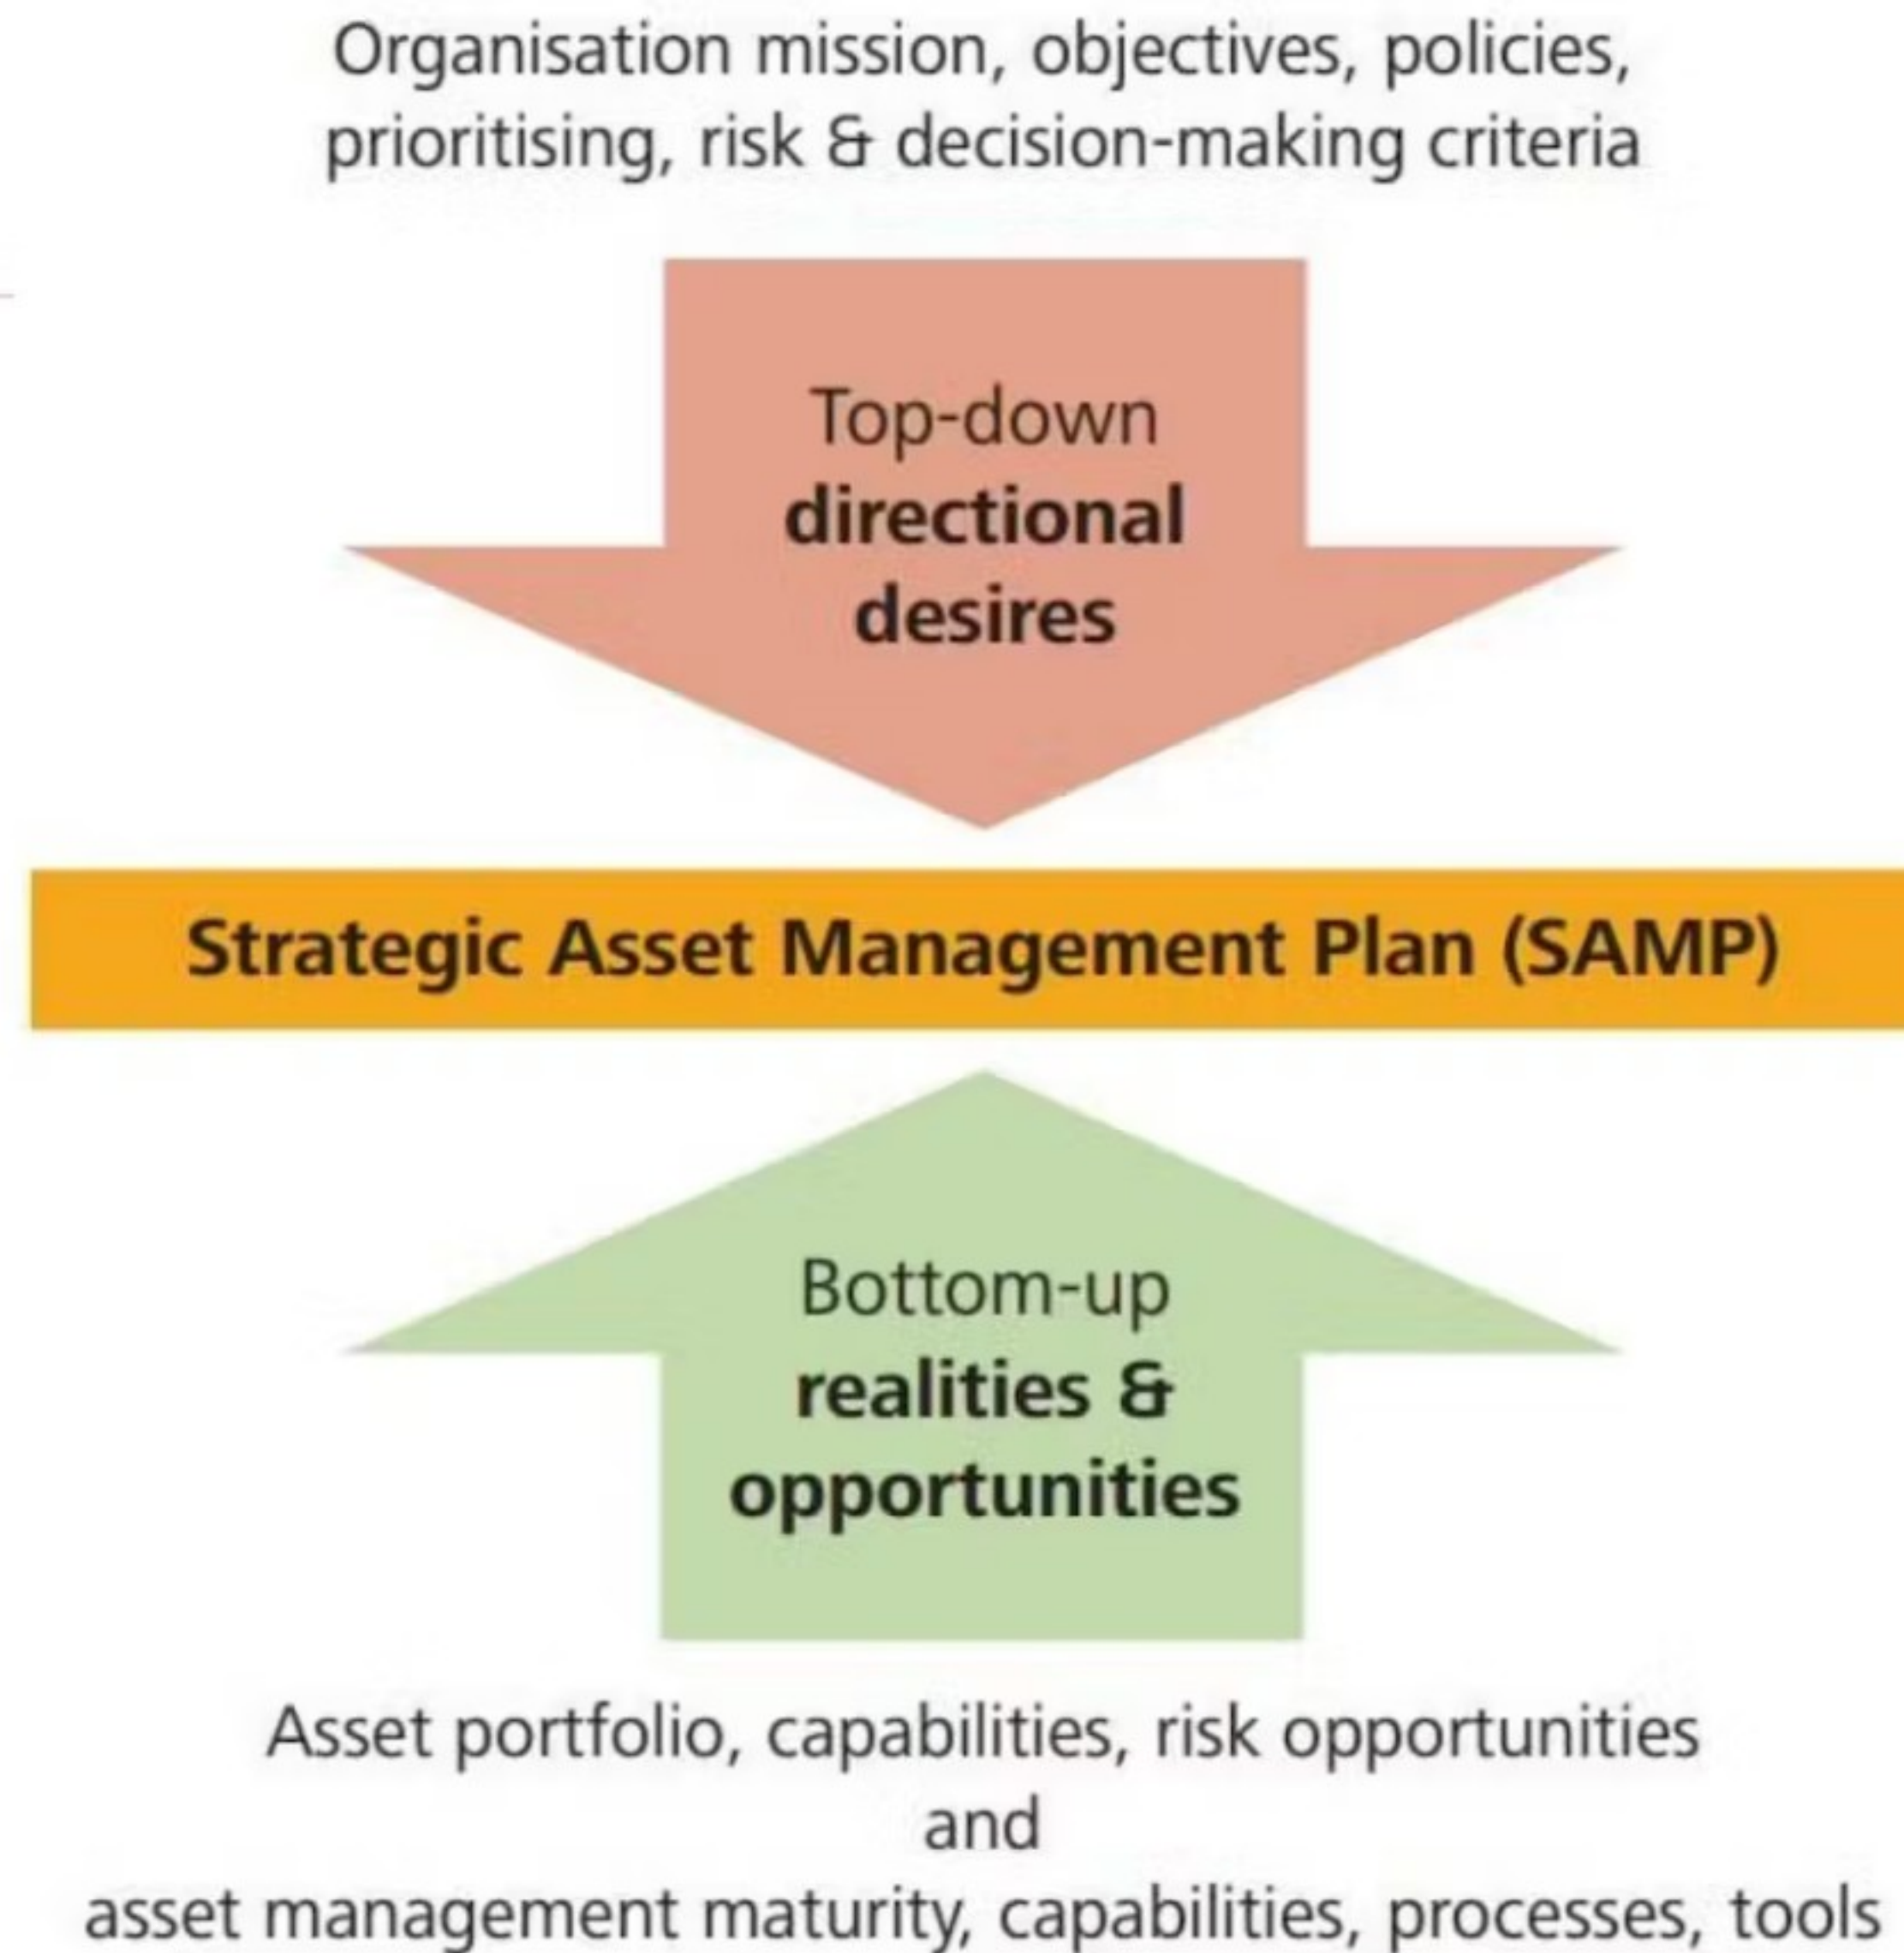 Organisation mission, objectives, policies,
prioritising, risk & decision-making criteria
Top-down
directional
desires
Strategic Asset Management Plan (SAMP)
Bottom-up
realities &
opportunities
Asset portfolio, capabilities, risk opportunities
and
asset management maturity, capabilities, processes, tools